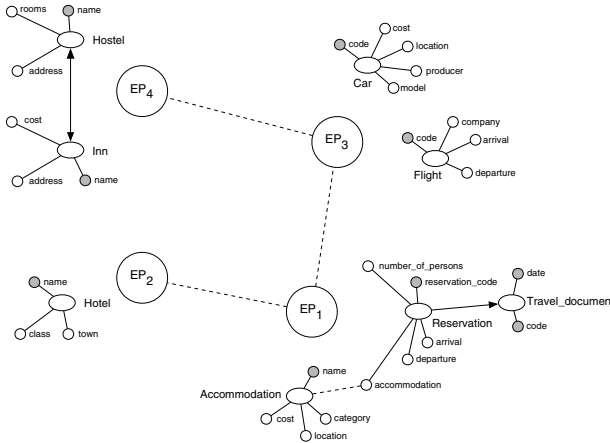 rooms
name
Hostel
address
cost
Inn
address
name
EP4
EP3
cost
code
location
producer
Car
model
company
code
arrival
Flight
departure
name
Hotel
class
town
EP2
EP1
number_of_persons
reservation_code
date
Travel_documen
Reservation
code
arrival
departure
name
accommodation
Accommodation
cost
category
location